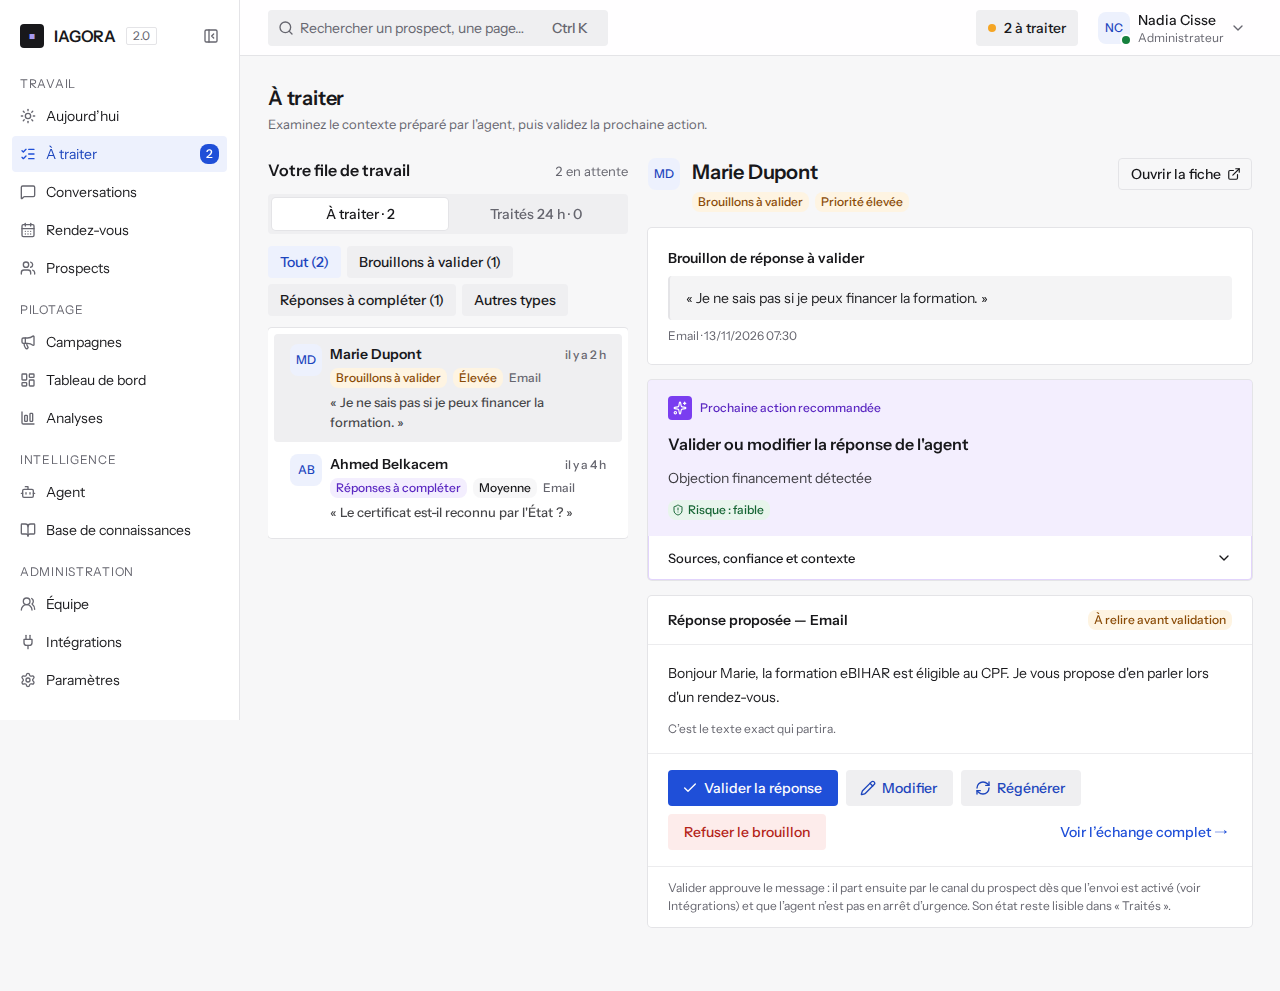 IAGORA 2.0
TRAVAIL
Aujourd'hui
À traiter 2
Conversations
Rendez-vous
Prospects
PILOTAGE
Campagnes
Tableau de bord
Analyses
INTELLIGENCE
Agent
Base de connaissances
ADMINISTRATION
Équipe
Intégrations
Paramètres
Rechercher un prospect, une page... Ctrl K
2 à traiter
NC
Nadia Cisse
Administrateur
À traiter
Examinez le contexte préparé par l'agent, puis validez la prochaine action.
Votre file de travail 2 en attente
À traiter · 2 Traités 24 h · 0
Tout (2) Brouillons à valider (1)
Réponses à compléter (1) Autres types
MD Marie Dupont il y a 2 h
Brouillons à valider Élevée Email
« Je ne sais pas si je peux financer la
formation. »
AB Ahmed Belkacem il y a 4 h
Réponses à compléter Moyenne Email
« Le certificat est-il reconnu par l'État ? »
MD Marie Dupont Ouvrir la fiche
Brouillons à valider Priorité élevée
Brouillon de réponse à valider
« Je ne sais pas si je peux financer la formation. »
Email · 13/11/2026 07:30
Prochaine action recommandée
Valider ou modifier la réponse de l'agent
Objection financement détectée
Risque : faible
Sources, confiance et contexte
Réponse proposée — Email À relire avant validation
Bonjour Marie, la formation eBIHAR est éligible au CPF. Je vous propose d'en parler lors
d'un rendez-vous.
C'est le texte exact qui partira.
Valider la réponse Modifier Régénérer
Refuser le brouillon Voir l'échange complet →
Valider approuve le message : il part ensuite par le canal du prospect dès que l'envoi est activé (voir
Intégrations) et que l'agent n'est pas en arrêt d'urgence. Son état reste lisible dans « Traités ».